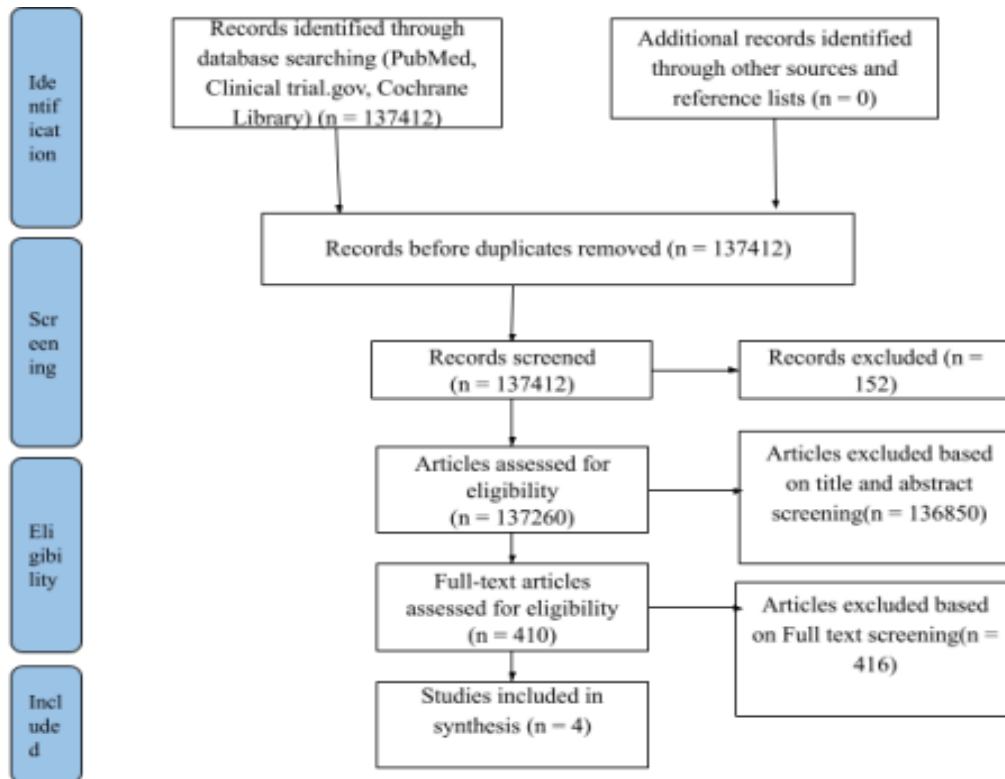 Ide
ntif
icat
ion
Records identified through
database searching (PubMed,
Clinical trial.gov, Cochrane
Library) (n = 137412)
Additional records identified
through other sources and
reference lists (n = 0)
Records before duplicates removed (n = 137412)
Scr
een
ing
Records screened
(n = 137412)
Records excluded (n =
152)
Articles assessed for
eligibility
(n = 137260)
Articles excluded based
on title and abstract
screening(n = 136850)
Eli
gibi
lity
Full-text articles
assessed for eligibility
(n = 410)
Articles excluded based
on Full text screening(n =
416)
Incl
ude
d
Studies included in
synthesis (n = 4)